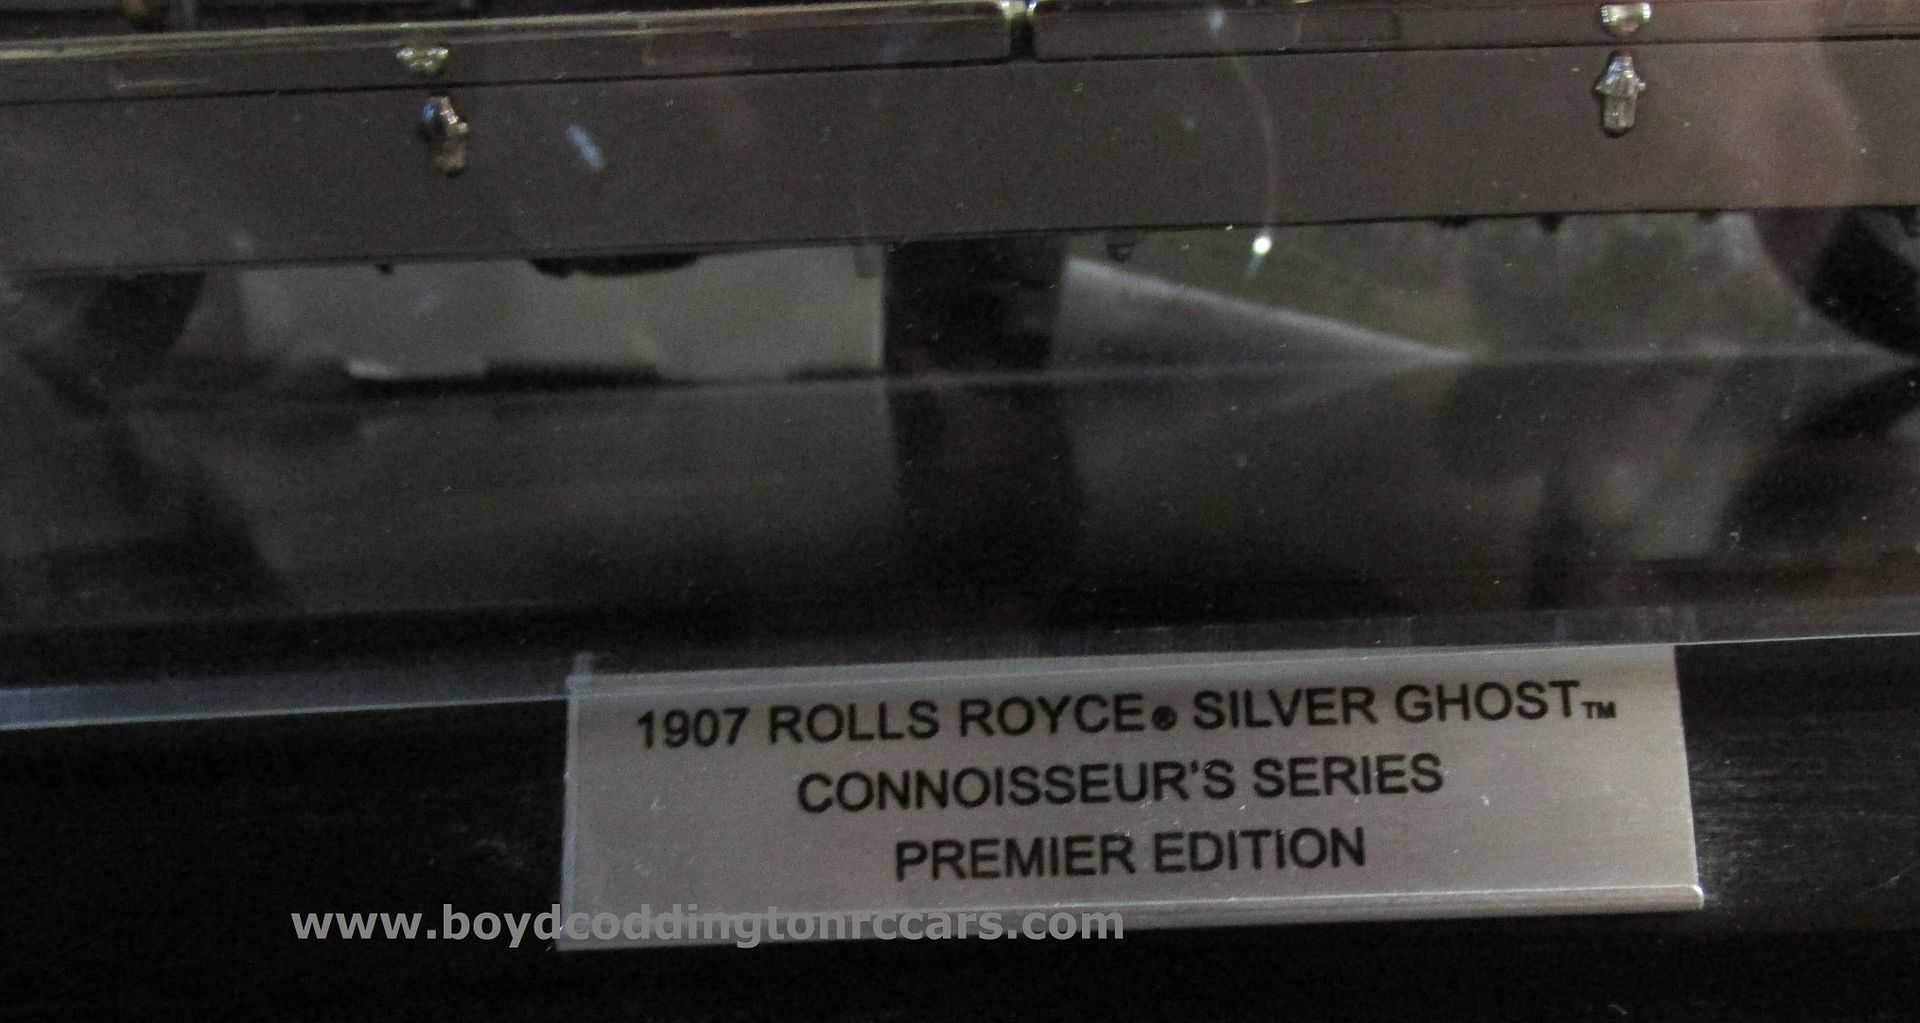 1907 ROLLS ROYCE® SILVER GHOST™
CONNOISSEUR'S SERIES
PREMIER EDITION
www.boydcoddingtonrccars.com